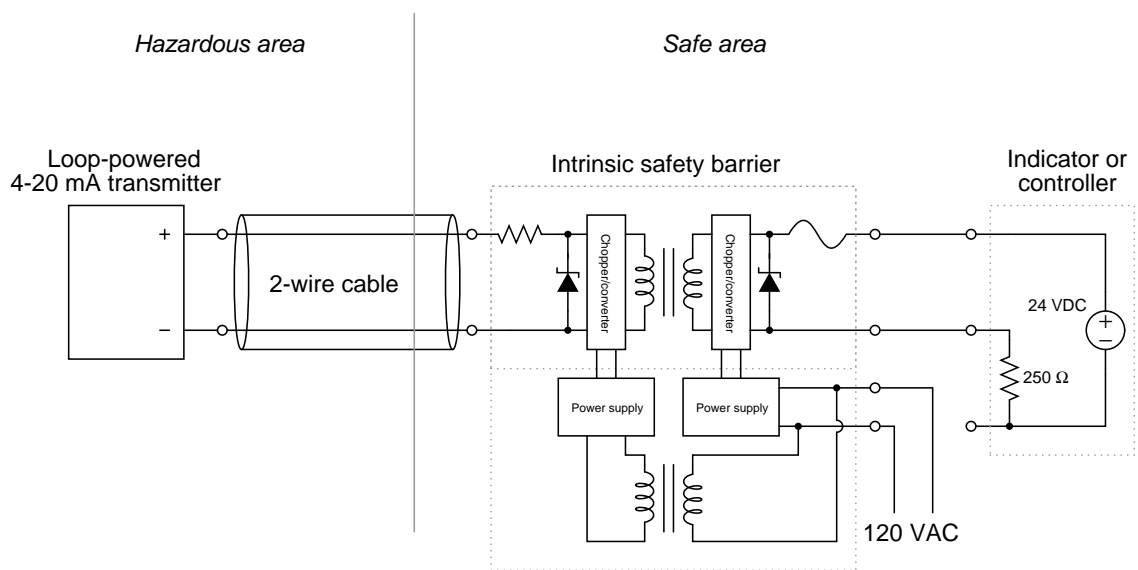 Hazardous area
Safe area
Loop-powered
4-20 mA transmitter
Intrinsic safety barrier
Indicator or
controller
+
−
2-wire cable
Chopper/converter
Chopper/converter
24 VDC
+
−
250 Ω
Power supply
Power supply
120 VAC